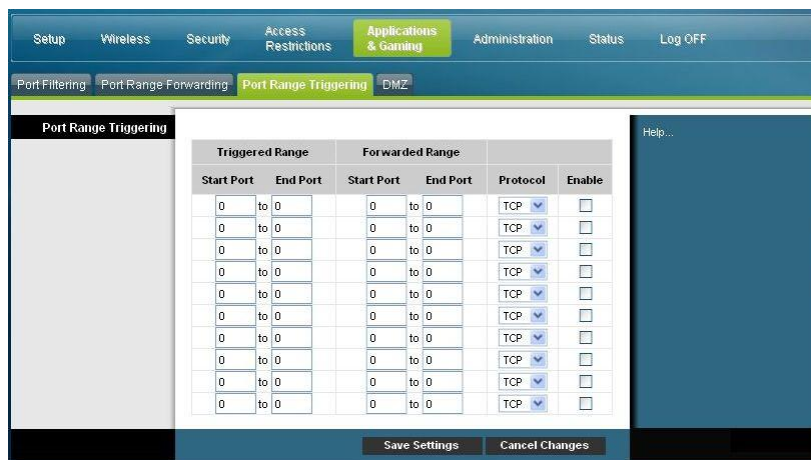 Setup Wireless Security Access Restrictions Applications & Gaming Administration Status Log OFF
Port Filtering Port Range Forwarding Port Range Triggering DMZ
Port Range Triggering
Help...
Triggered Range Forwarded Range
Start Port End Port Start Port End Port Protocol Enable
0 to 0 0 to 0 TCP
0 to 0 0 to 0 TCP
0 to 0 0 to 0 TCP
0 to 0 0 to 0 TCP
0 to 0 0 to 0 TCP
0 to 0 0 to 0 TCP
0 to 0 0 to 0 TCP
0 to 0 0 to 0 TCP
0 to 0 0 to 0 TCP
0 to 0 0 to 0 TCP
Save Settings Cancel Changes